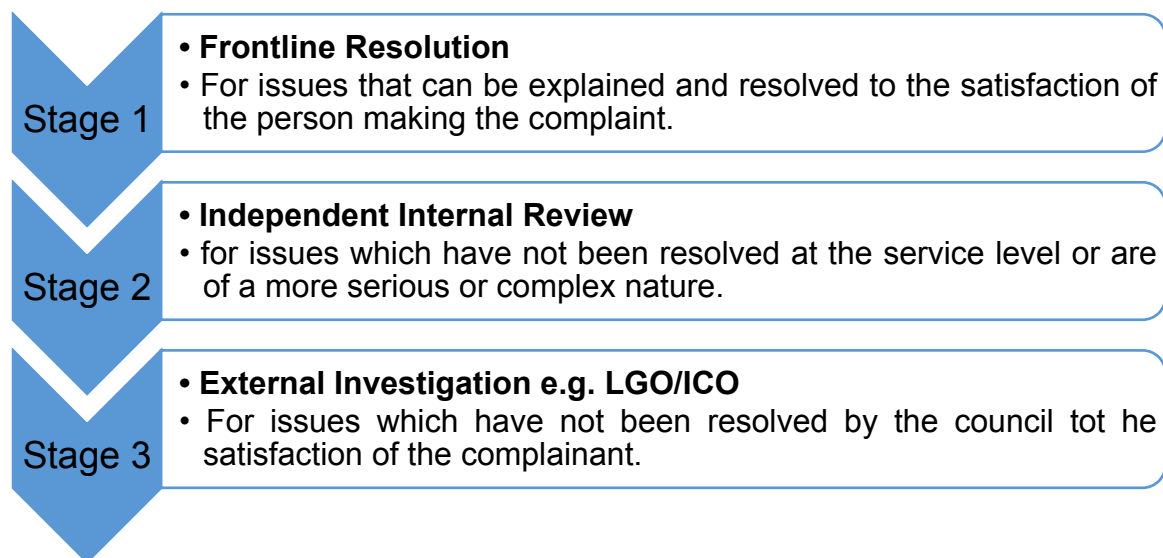 Stage 1
• Frontline Resolution
• For issues that can be explained and resolved to the satisfaction of
the person making the complaint.
Stage 2
• Independent Internal Review
• for issues which have not been resolved at the service level or are
of a more serious or complex nature.
Stage 3
• External Investigation e.g. LGO/ICO
• For issues which have not been resolved by the council tot he
satisfaction of the complainant.